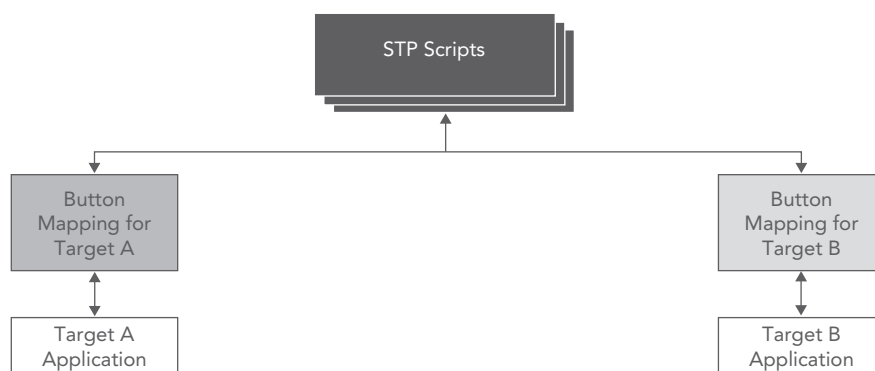 STP Scripts
Button
Mapping for
Target A
Button
Mapping for
Target B
Target A
Application
Target B
Application